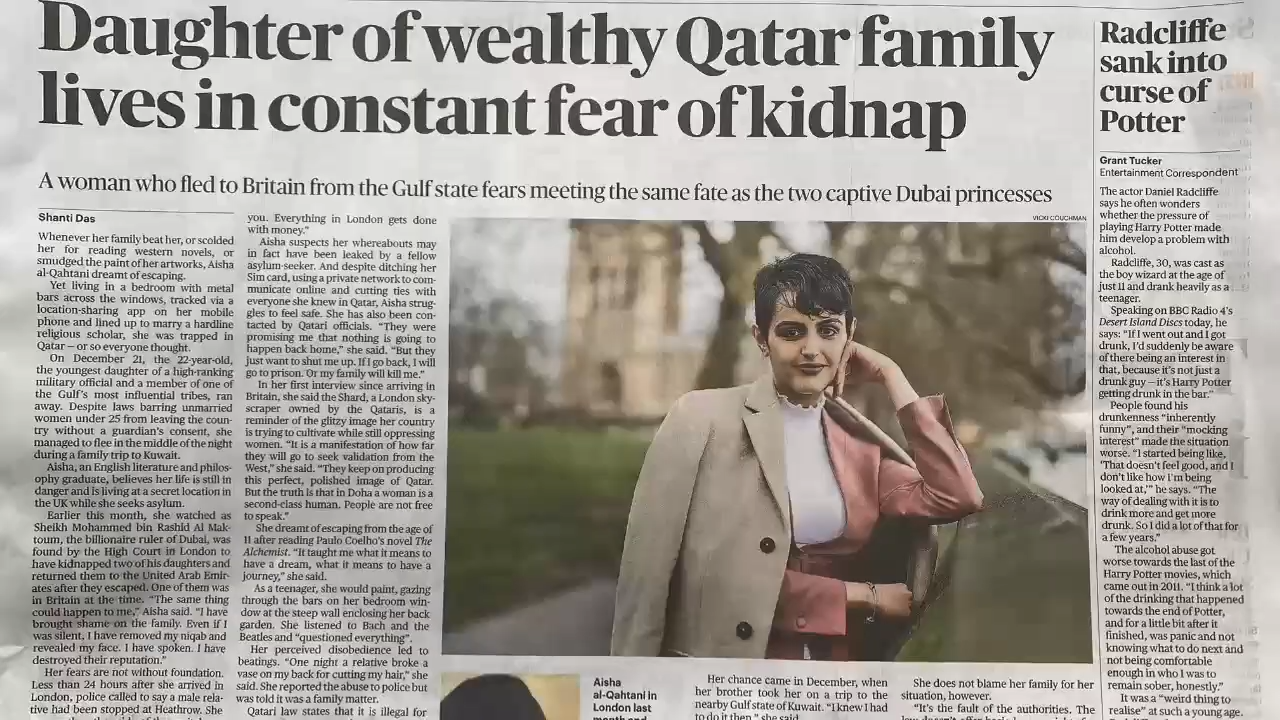 Daughter of wealthy Qatar family
lives in constant fear of kidnap
A woman who fled to Britain from the Gulf state fears meeting the same fate as the two captive Dubai princesses
Shanti Das
Whenever her family beat her, or scolded
her for reading western novels, or
smudged the paint of her artworks, Aisha
al-Qahtani dreamt of escaping.
Yet living in a bedroom with metal
bars across the windows, tracked via a
location-sharing app on her mobile
phone and lined up to marry a hardline
religious scholar, she was trapped in
Qatar — or so everyone thought.
On December 21, the 22-year-old,
the youngest daughter of a high-ranking
military official and a member of one of
the Gulf's most influential tribes, ran
away. Despite laws barring unmarried
women under 25 from leaving the coun-
try without a guardian's consent, she
managed to flee in the middle of the night
during a family trip to Kuwait.
Aisha, an English literature and philos-
ophy graduate, believes her life is still in
danger and is living at a secret location in
the UK while she seeks asylum.
Earlier this month, she watched as
Sheikh Mohammed bin Rashid Al Mak-
toum, the billionaire ruler of Dubai, was
found by the High Court in London to
have kidnapped two of his daughters and
returned them to the United Arab Emir-
ates after they escaped. One of them was
in Britain at the time. "The same thing
could happen to me," Aisha said. "I have
brought shame on the family. Even if I
was silent, I have removed my niqab and
revealed my face. I have spoken. I have
destroyed their reputation."
Her fears are not without foundation.
Less than 24 hours after she arrived in
London, police called to say a male rela-
tive had been stopped at Heathrow. She
you. Everything in London gets done
with money."
Aisha suspects her whereabouts may
in fact have been leaked by a fellow
asylum-seeker. And despite ditching her
Sim card, using a private network to com-
municate online and cutting ties with
everyone she knew in Qatar, Aisha strug-
gles to feel safe. She has also been con-
tacted by Qatari officials. "They were
promising me that nothing is going to
happen back home," she said. "But they
just want to shut me up. If I go back, I will
go to prison. Or my family will kill me."
In her first interview since arriving in
Britain, she said the Shard, a London sky-
scraper owned by the Qataris, is a
reminder of the glitzy image her country
is trying to cultivate while still oppressing
women. "It is a manifestation of how far
they will go to seek validation from the
West," she said. "They keep on producing
this perfect, polished image of Qatar.
But the truth is that in Doha a woman is a
second-class human. People are not free
to speak."
She dreamt of escaping from the age of
11 after reading Paulo Coelho's novel The
Alchemist. "It taught me what it means to
have a dream, what it means to have a
journey," she said.
As a teenager, she would paint, gazing
through the bars on her bedroom win-
dow at the steep wall enclosing her back
garden. She listened to Bach and the
Beatles and "questioned everything".
Her perceived disobedience led to
beatings. "One night a relative broke a
vase on my back for cutting my hair," she
said. She reported the abuse to police but
was told it was a family matter.
Qatari law states that it is illegal for
VICKI COUCHMAN
Aisha
al-Qahtani in
London last
month and
Her chance came in December, when
her brother took her on a trip to the
nearby Gulf state of Kuwait. "I knew I had
to do it then," she said.
She does not blame her family for her
situation, however.
"It's the fault of the authorities. The
Radcliffe
sank into
curse of
Potter
Grant Tucker
Entertainment Correspondent
The actor Daniel Radcliffe
says he often wonders
whether the pressure of
playing Harry Potter made
him develop a problem with
alcohol.
Radcliffe, 30, was cast as
the boy wizard at the age of
just 11 and drank heavily as a
teenager.
Speaking on BBC Radio 4's
Desert Island Discs today, he
says: "If I went out and I got
drunk, I'd suddenly be aware
of there being an interest in
that, because it's not just a
drunk guy — it's Harry Potter
getting drunk in the bar."
People found his
drunkenness "inherently
funny", and their "mocking
interest" made the situation
worse. "I started being like,
'That doesn't feel good, and I
don't like how I'm being
looked at,'" he says. "The
way of dealing with it is to
drink more and get more
drunk. So I did a lot of that for
a few years."
The alcohol abuse got
worse towards the last of the
Harry Potter movies, which
came out in 2011. "I think a lot
of the drinking that happened
towards the end of Potter,
and for a little bit after it
finished, was panic and not
knowing what to do next and
not being comfortable
enough in who I was to
remain sober, honestly."
It was a "weird thing to
realise" at such a young age.